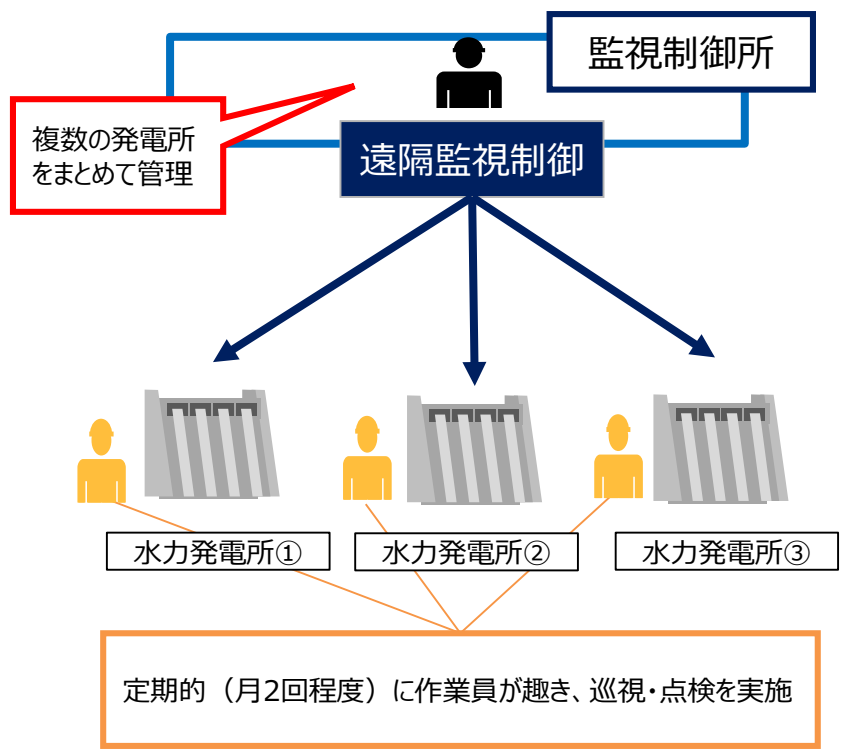 監視制御所
複数の発電所
をまとめて管理
遠隔監視制御
水力発電所①
水力発電所②
水力発電所③
定期的（月2回程度）に作業員が趣き、巡視・点検を実施